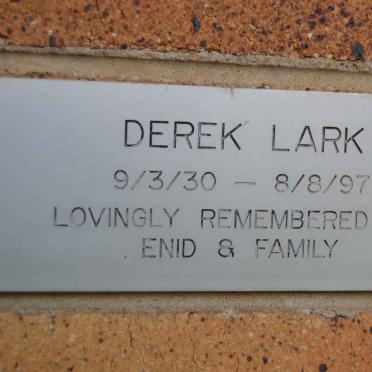 DEREK LARK
9/3/30 — 8/8/97
LOVINGLY REMEMBERED
ENID & FAMILY